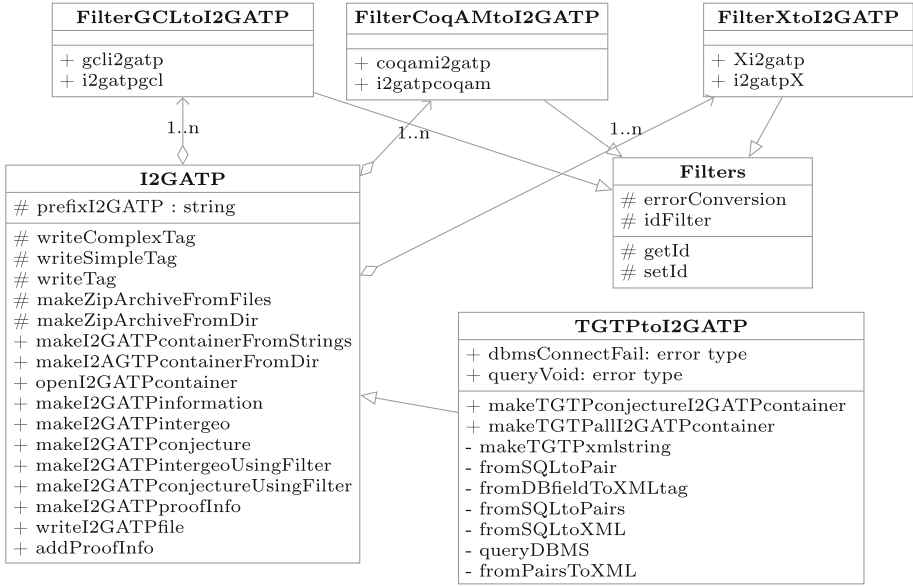 FilterGCLtoI2GATP
+ gcli2gatp
+ i2gatpgcl
FilterCoqAMtoI2GATP
+ coqami2gatp
+ i2gatpcoqam
FilterXtoI2GATP
+ Xi2gatp
+ i2gatpX
1..n
1..n
1..n
I2GATP
# prefixI2GATP : string
# writeComplexTag
# writeSimpleTag
# writeTag
# makeZipArchiveFromFiles
# makeZipArchiveFromDir
+ makeI2GATPcontainerFromStrings
+ makeI2AGTPcontainerFromDir
+ openI2GATPcontainer
+ makeI2GATPinformation
+ makeI2GATPintergeo
+ makeI2GATPconjecture
+ makeI2GATPintergeoUsingFilter
+ makeI2GATPconjectureUsingFilter
+ makeI2GATPproofInfo
+ writeI2GATPfile
+ addProofInfo
Filters
# errorConversion
# idFilter
# getId
# setId
TGTPtoI2GATP
+ dbmsConnectFail: error type
+ queryVoid: error type
+ makeTGTPconjectureI2GATPcontainer
+ makeTGTPallI2GATPcontainer
- makeTGTPxmlstring
- fromSQLtoPair
- fromDBfieldToXMLtag
- fromSQLtoPairs
- fromSQLtoXML
- queryDBMS
- fromPairsToXML